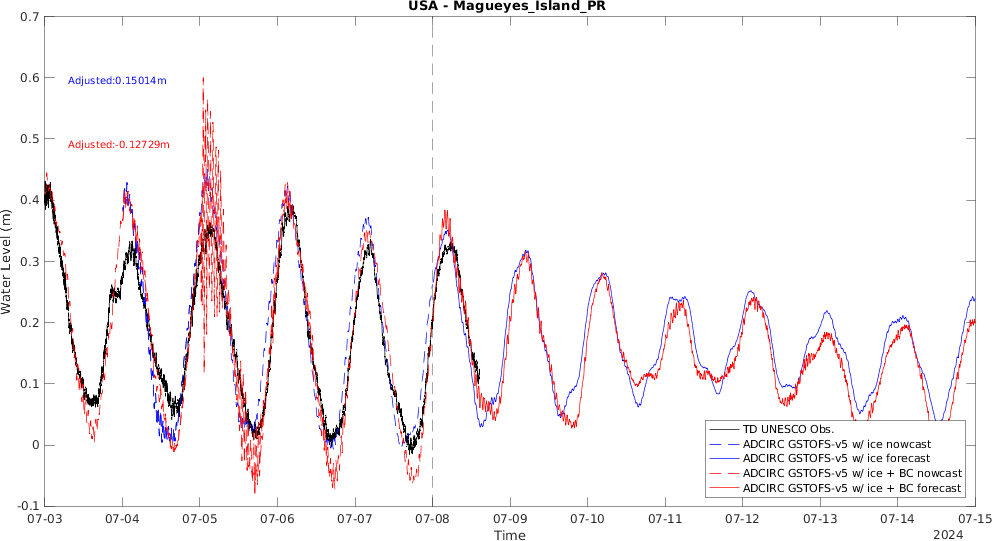 USA - Magueyes_Island_PR
0.7
0.6
0.5
0.4
0.3
0.2
0.1
0
-0.1
Water Level (m)
Adjusted:0.15014m
Adjusted:-0.12729m
TD UNESCO Obs.
ADCIRC GSTOFS-v5 w/ ice nowcast
ADCIRC GSTOFS-v5 w/ ice forecast
ADCIRC GSTOFS-v5 w/ ice + BC nowcast
ADCIRC GSTOFS-v5 w/ ice + BC forecast
07-03 07-04 07-05 07-06 07-07 07-08 07-09 07-10 07-11 07-12 07-13 07-14 07-15
Time
2024